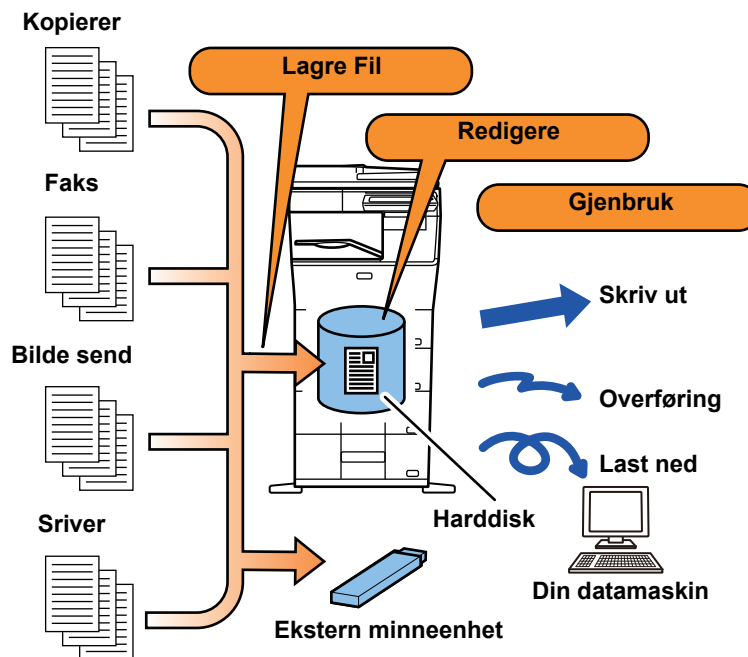 Kopierer
Lagre Fil
Redigere
Faks
Gjenbruk
Skriv ut
Bilde send
Overføring
Last ned
Harddisk
Sriver
Din datamaskin
Ekstern minneenhet